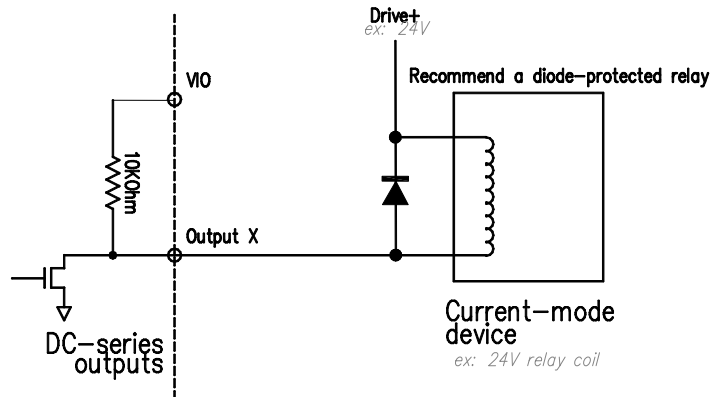 Drive+
ex: 24V
Recommend a diode-protected relay
VIO
10KOhm
Output X
DC-series
outputs
Current-mode
device
ex: 24V relay coil